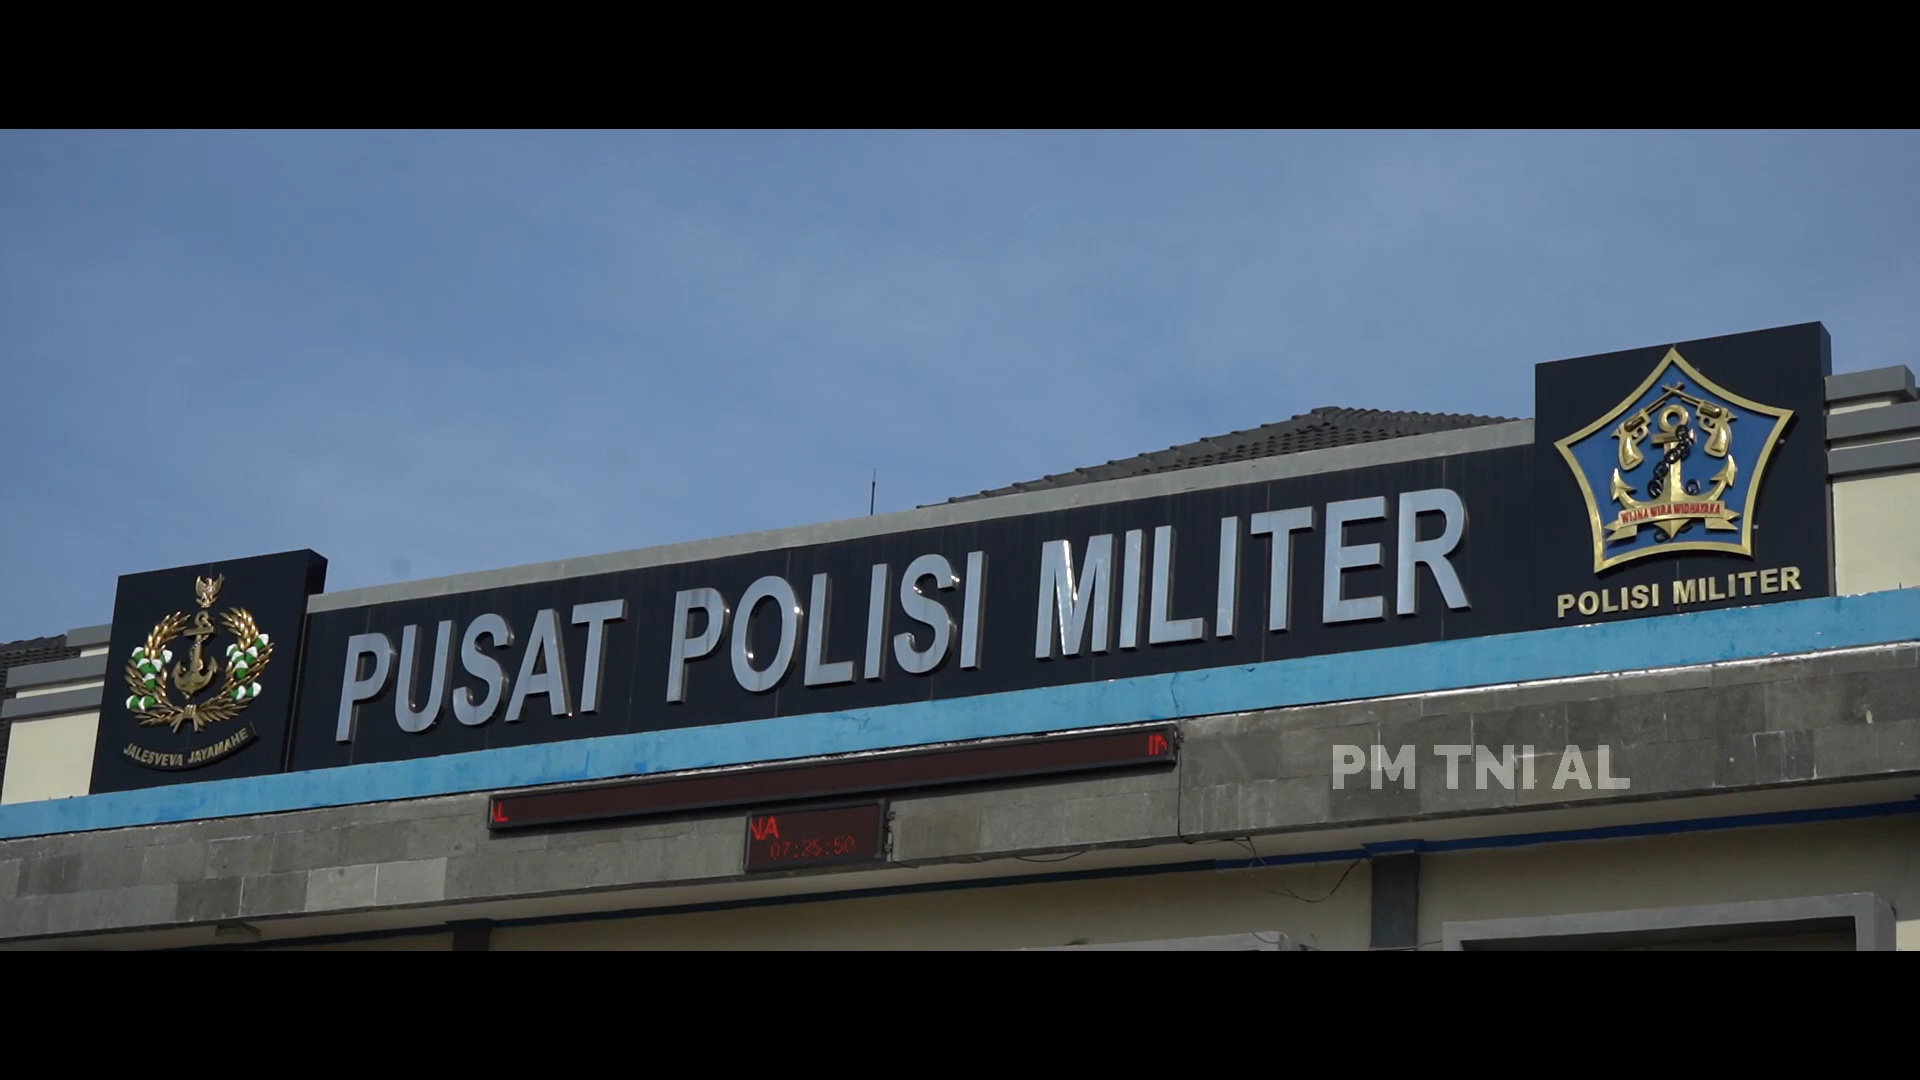 PUSAT POLISI MILITER
WIJNA WIRA WIDHAYAKA
POLISI MILITER
JALESVEVA JAYAMAHE
PM TNI AL
07:35:50